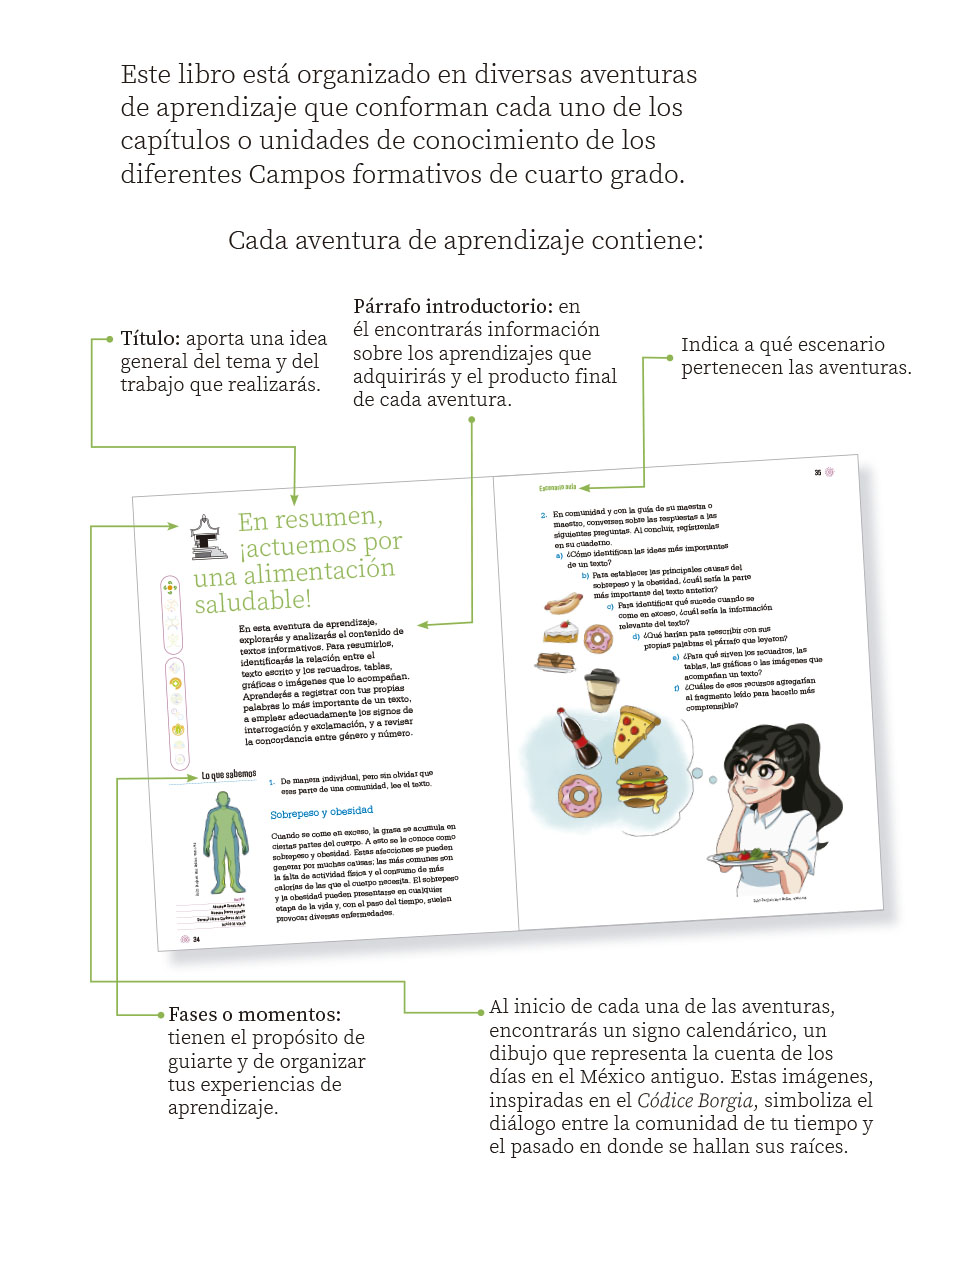 Este libro está organizado en diversas aventuras
de aprendizaje que conforman cada uno de los
capítulos o unidades de conocimiento de los
diferentes Campos formativos de cuarto grado.
Cada aventura de aprendizaje contiene:
Título: aporta una idea
general del tema y del
trabajo que realizarás.
Párrafo introductorio: en
él encontrarás información
sobre los aprendizajes que
adquirirás y el producto final
de cada aventura.
Indica a qué escenario
pertenecen las aventuras.
En resumen,
¡actuemos por
una alimentación
saludable!
En esta aventura de aprendizaje,
explorarás y analizarás el contenido de
textos informativos. Para resumirlos,
identificarás la relación entre el
texto escrito y los recuadros, tablas,
gráficas o imágenes que lo acompañan.
Aprenderás a registrar con tus propias
palabras lo más importante de un texto,
a emplear adecuadamente los signos de
interrogación y exclamación, y a revisar
la concordancia entre género y número.
Lo que sabemos
1. De manera individual, pero sin olvidar que
eres parte de una comunidad, lee el texto.
Sobrepeso y obesidad
Cuando se come en exceso, la grasa se acumula en
ciertas partes del cuerpo. A esto se le conoce como
sobrepeso y obesidad. Estas afecciones se pueden
generar por muchas causas; las más comunes son
la falta de actividad física y el consumo de más
calorías de las que el cuerpo necesita. El sobrepeso
y la obesidad pueden presentarse en cualquier
etapa de la vida y, con el paso del tiempo, suelen
provocar diversas enfermedades.
34
35
Escenario aula
2. En comunidad y con la guía de su maestra o
maestro, conversen sobre las respuestas a las
siguientes preguntas. Al concluir, regístrenlas
en su cuaderno.
a) ¿Cómo identifican las ideas más importantes
de un texto?
b) Para establecer las principales causas del
sobrepeso y la obesidad, ¿cuál sería la parte
más importante del texto anterior?
c) Para identificar qué sucede cuando se
come en exceso, ¿cuál sería la información
relevante del texto?
d) ¿Qué harían para reescribir con sus
propias palabras el párrafo que leyeron?
e) ¿Para qué sirven los recuadros, las
tablas, las gráficas o las imágenes que
acompañan un texto?
f) ¿Cuáles de esos recursos agregarían
al fragmento leído para hacerlo más
comprensible?
Fases o momentos:
tienen el propósito de
guiarte y de organizar
tus experiencias de
aprendizaje.
Al inicio de cada una de las aventuras,
encontrarás un signo calendárico, un
dibujo que representa la cuenta de los
días en el México antiguo. Estas imágenes,
inspiradas en el Códice Borgia, simboliza el
diálogo entre la comunidad de tu tiempo y
el pasado en donde se hallan sus raíces.